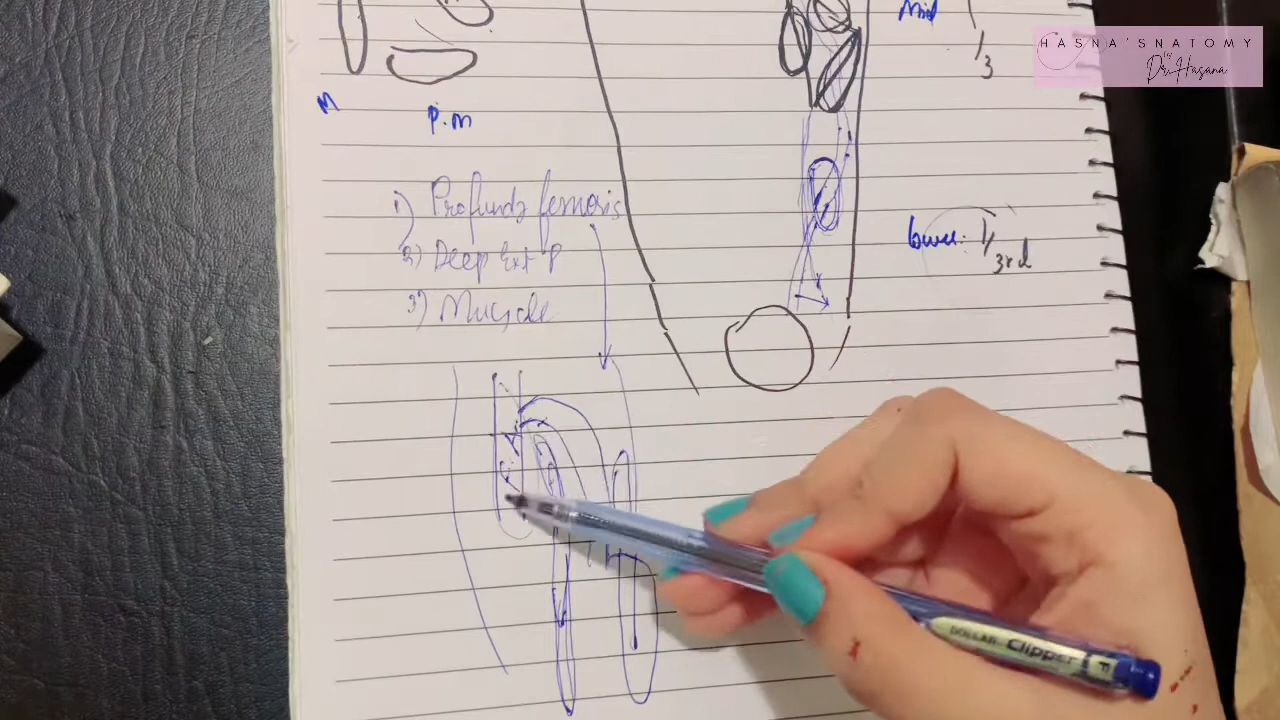 Mid 1/3
HASNA'SNATOMY
by
Dr.Hasana
M
P.m
1) Profunda femoris
2) Deep Ext P
3) Muscle
lower 1/3rd
DOLLAR Clipper F